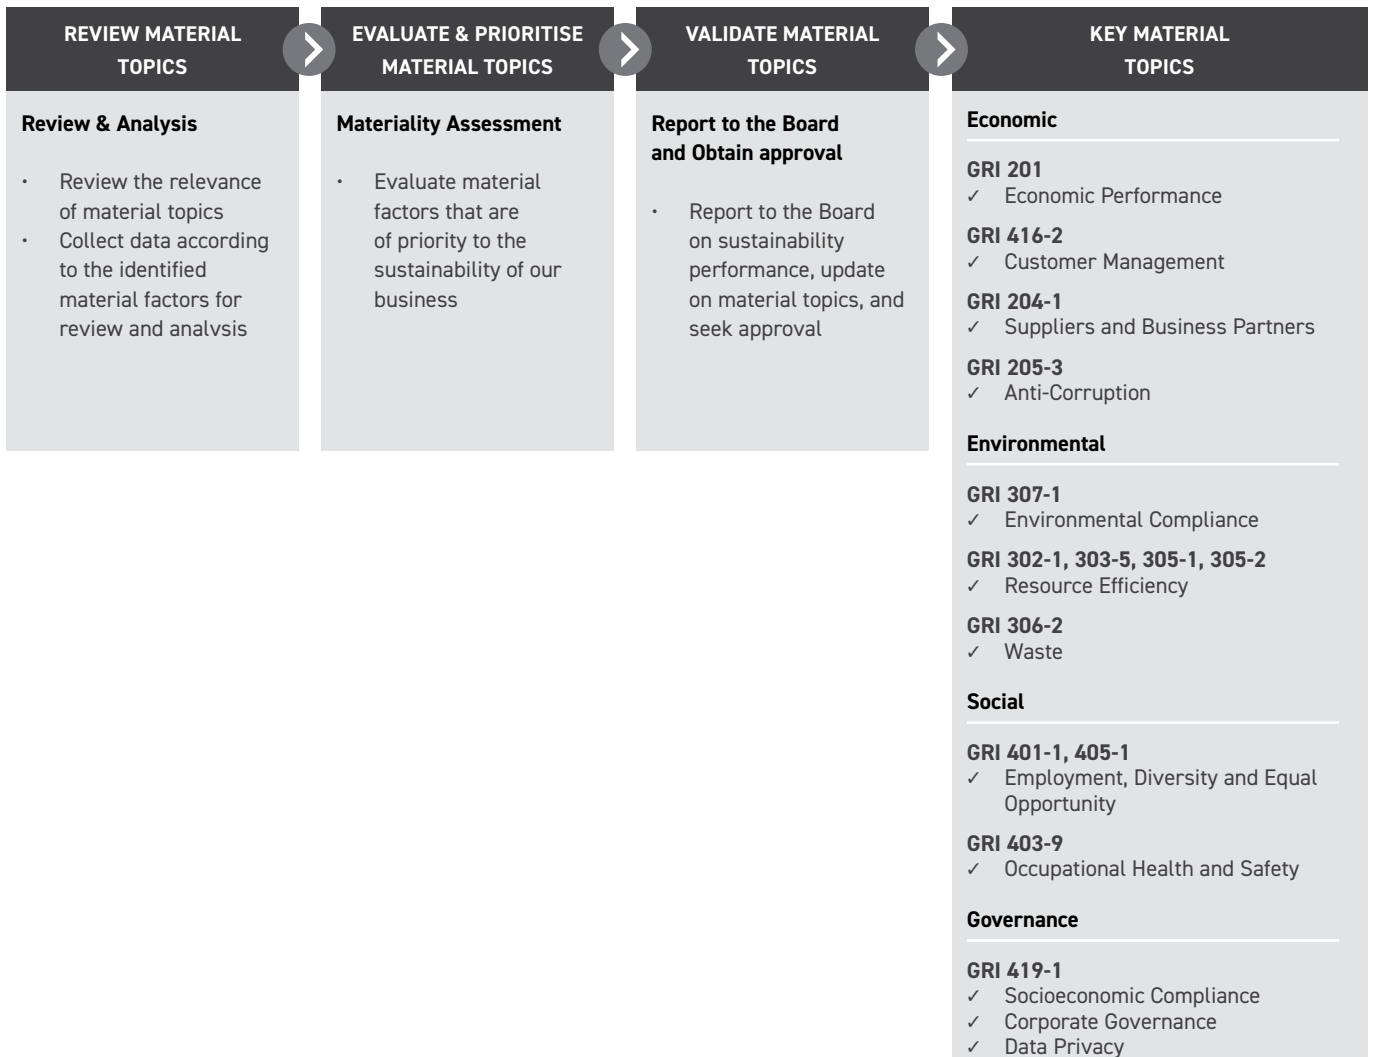 REVIEW MATERIAL
TOPICS
Review & Analysis
• Review the relevance
of material topics
• Collect data according
to the identified
material factors for
review and analysis
EVALUATE & PRIORITISE
MATERIAL TOPICS
Materiality Assessment
• Evaluate material
factors that are
of priority to the
sustainability of our
business
VALIDATE MATERIAL
TOPICS
Report to the Board
and Obtain approval
• Report to the Board
on sustainability
performance, update
on material topics, and
seek approval
KEY MATERIAL
TOPICS
Economic
GRI 201
✓ Economic Performance
GRI 416-2
✓ Customer Management
GRI 204-1
✓ Suppliers and Business Partners
GRI 205-3
✓ Anti-Corruption
Environmental
GRI 307-1
✓ Environmental Compliance
GRI 302-1, 303-5, 305-1, 305-2
✓ Resource Efficiency
GRI 306-2
✓ Waste
Social
GRI 401-1, 405-1
✓ Employment, Diversity and Equal
Opportunity
GRI 403-9
✓ Occupational Health and Safety
Governance
GRI 419-1
✓ Socioeconomic Compliance
✓ Corporate Governance
✓ Data Privacy